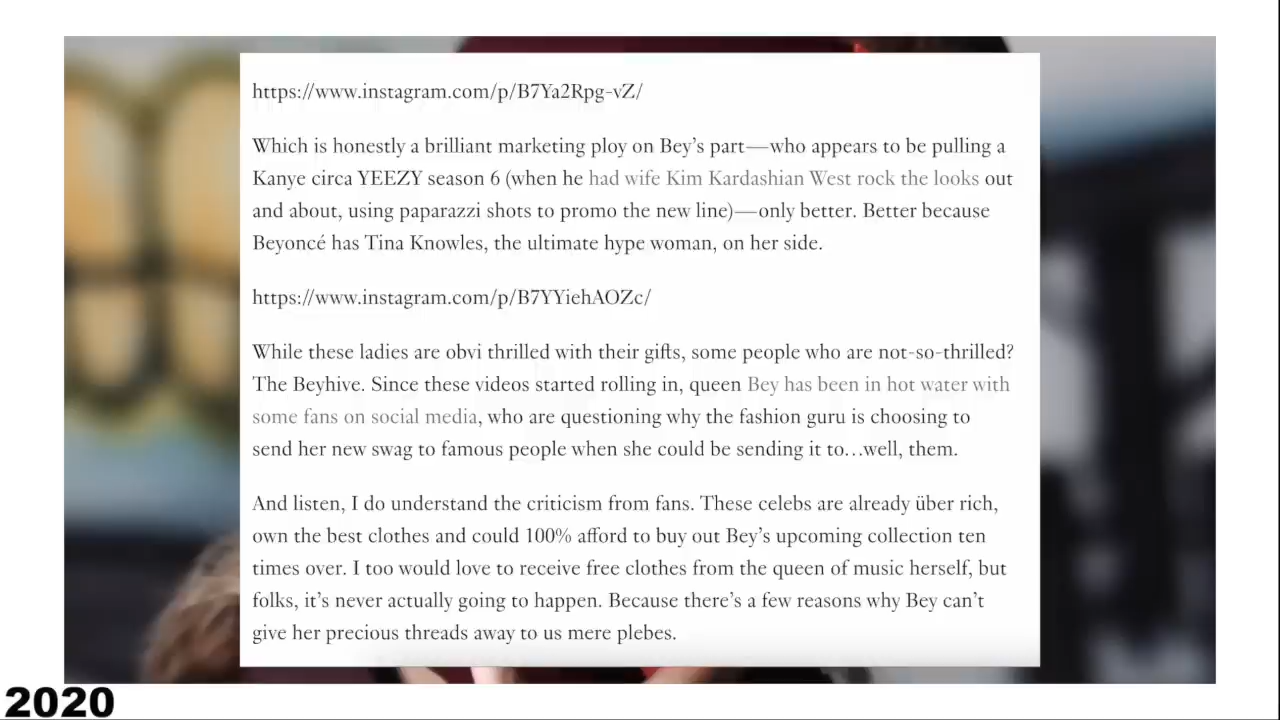 https://www.instagram.com/p/B7Ya2Rpg-vZ/
Which is honestly a brilliant marketing ploy on Bey’s part—who appears to be pulling a
Kanye circa YEEZY season 6 (when he had wife Kim Kardashian West rock the looks out
and about, using paparazzi shots to promo the new line)—only better. Better because
Beyoncé has Tina Knowles, the ultimate hype woman, on her side.
https://www.instagram.com/p/B7YYiehAOZc/
While these ladies are obvi thrilled with their gifts, some people who are not-so-thrilled?
The Beyhive. Since these videos started rolling in, queen Bey has been in hot water with
some fans on social media, who are questioning why the fashion guru is choosing to
send her new swag to famous people when she could be sending it to…well, them.
And listen, I do understand the criticism from fans. These celebs are already über rich,
own the best clothes and could 100% afford to buy out Bey’s upcoming collection ten
times over. I too would love to receive free clothes from the queen of music herself, but
folks, it’s never actually going to happen. Because there’s a few reasons why Bey can’t
give her precious threads away to us mere plebes.
2020